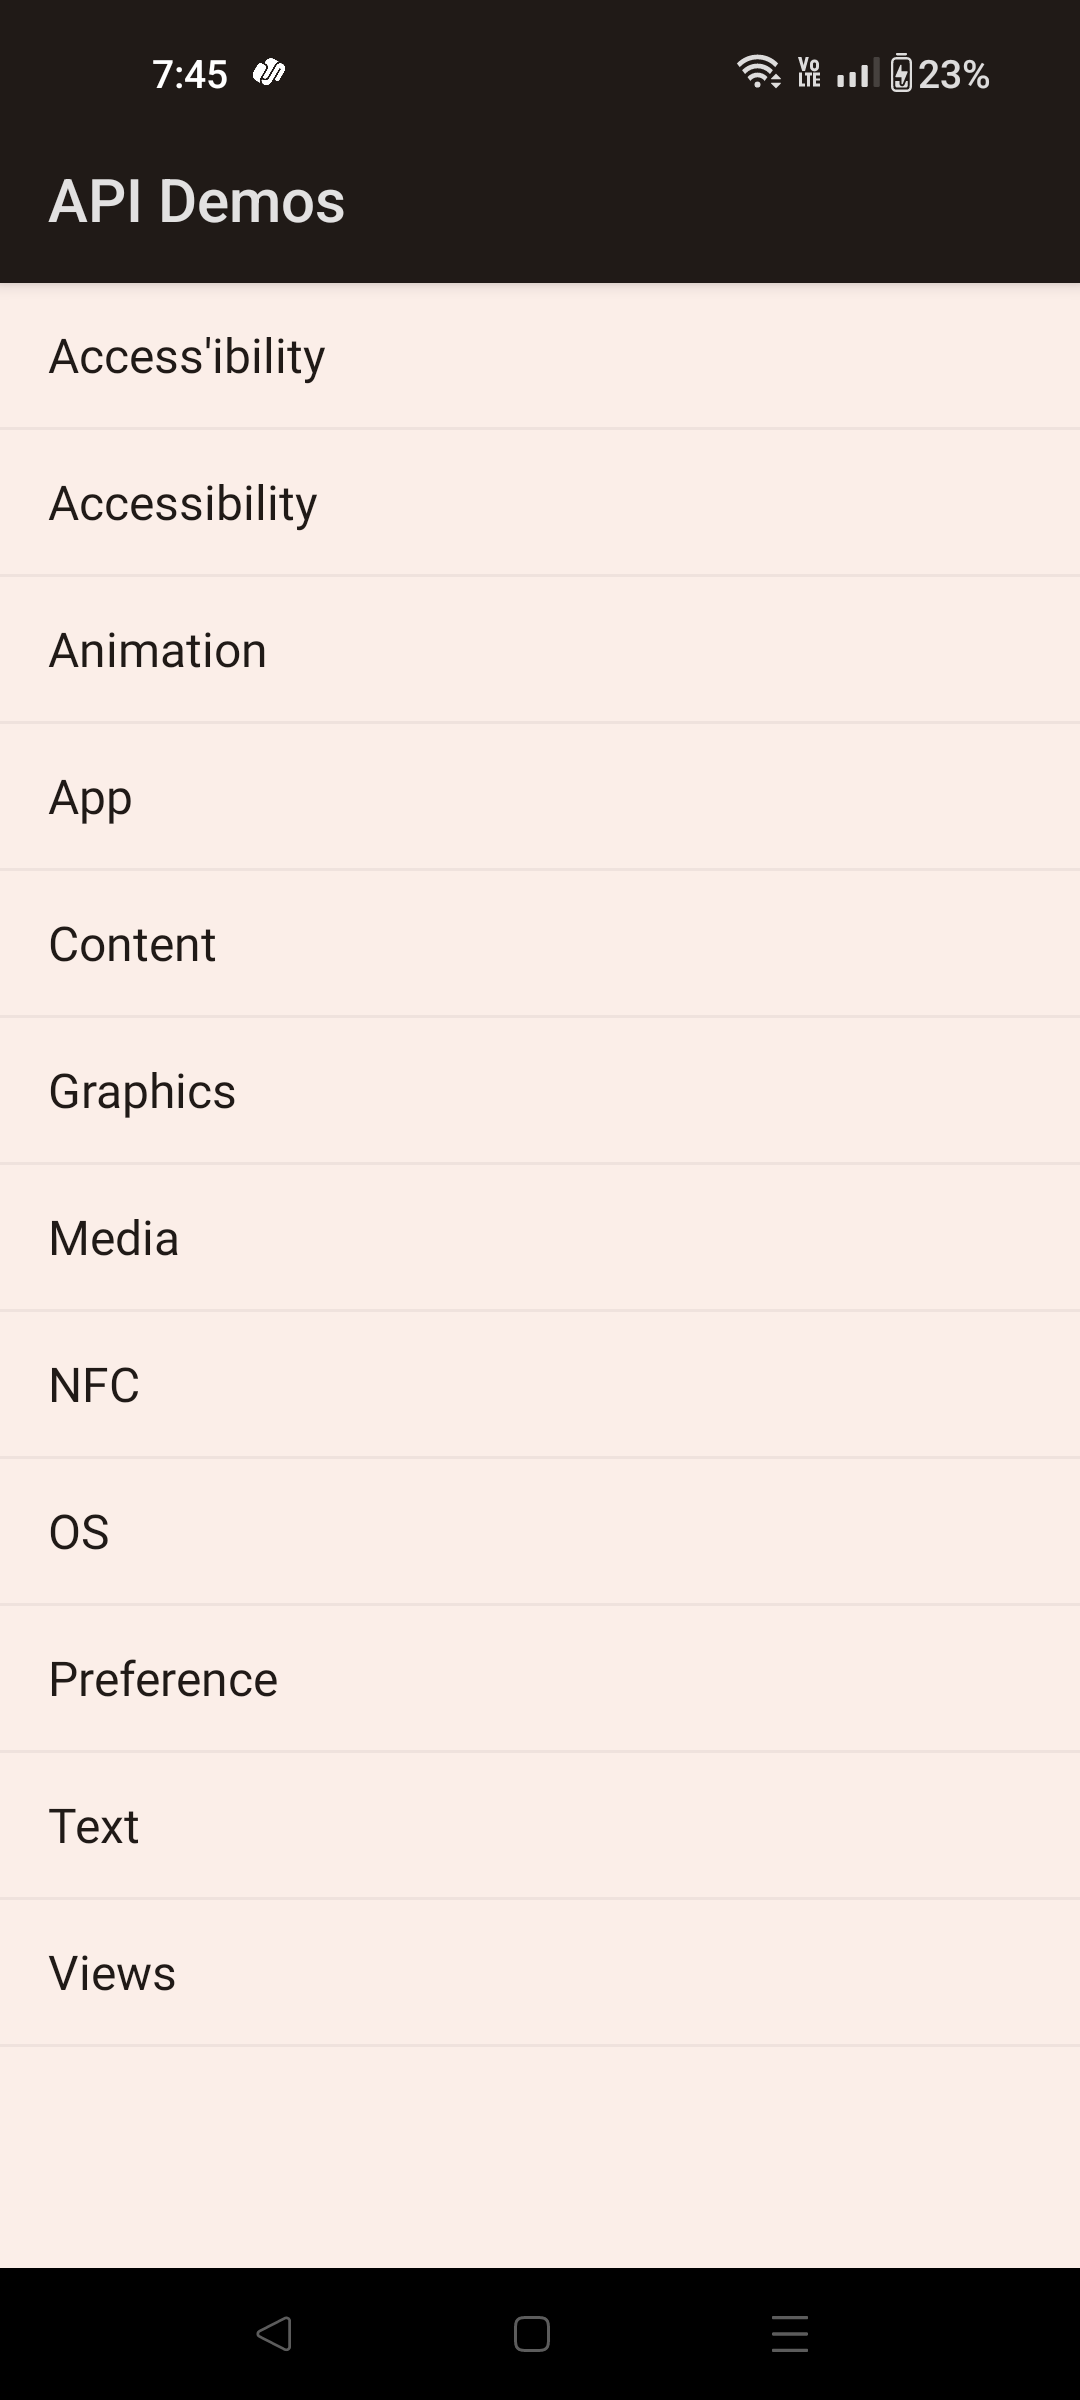 7:45 Vo LTE 23%
API Demos
Access'ibility
Accessibility
Animation
App
Content
Graphics
Media
NFC
OS
Preference
Text
Views